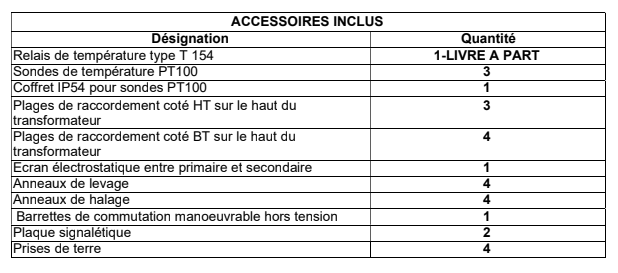 ACCESSOIRES INCLUS
Désignation Quantité
Relais de température type T 154 1-LIVRE A PART
Sondes de température PT100 3
Coffret IP54 pour sondes PT100 1
Plages de raccordement coté HT sur le haut du 3
transformateur
Plages de raccordement coté BT sur le haut du 4
transformateur
Ecran électrostatique entre primaire et secondaire 1
Anneaux de levage 4
Anneaux de halage 4
Barrettes de commutation manoeuvrable hors tension 1
Plaque signalétique 2
Prises de terre 4